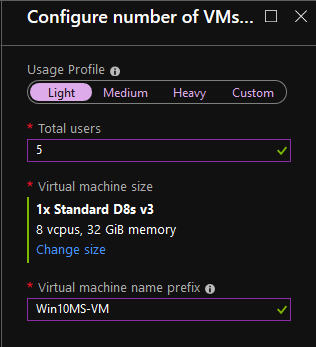 Configure number of VMs...
Usage Profile
Light Medium Heavy Custom
* Total users
5
* Virtual machine size
1x Standard D8s v3
8 vcpus, 32 GiB memory
Change size
* Virtual machine name prefix
Win10MS-VM